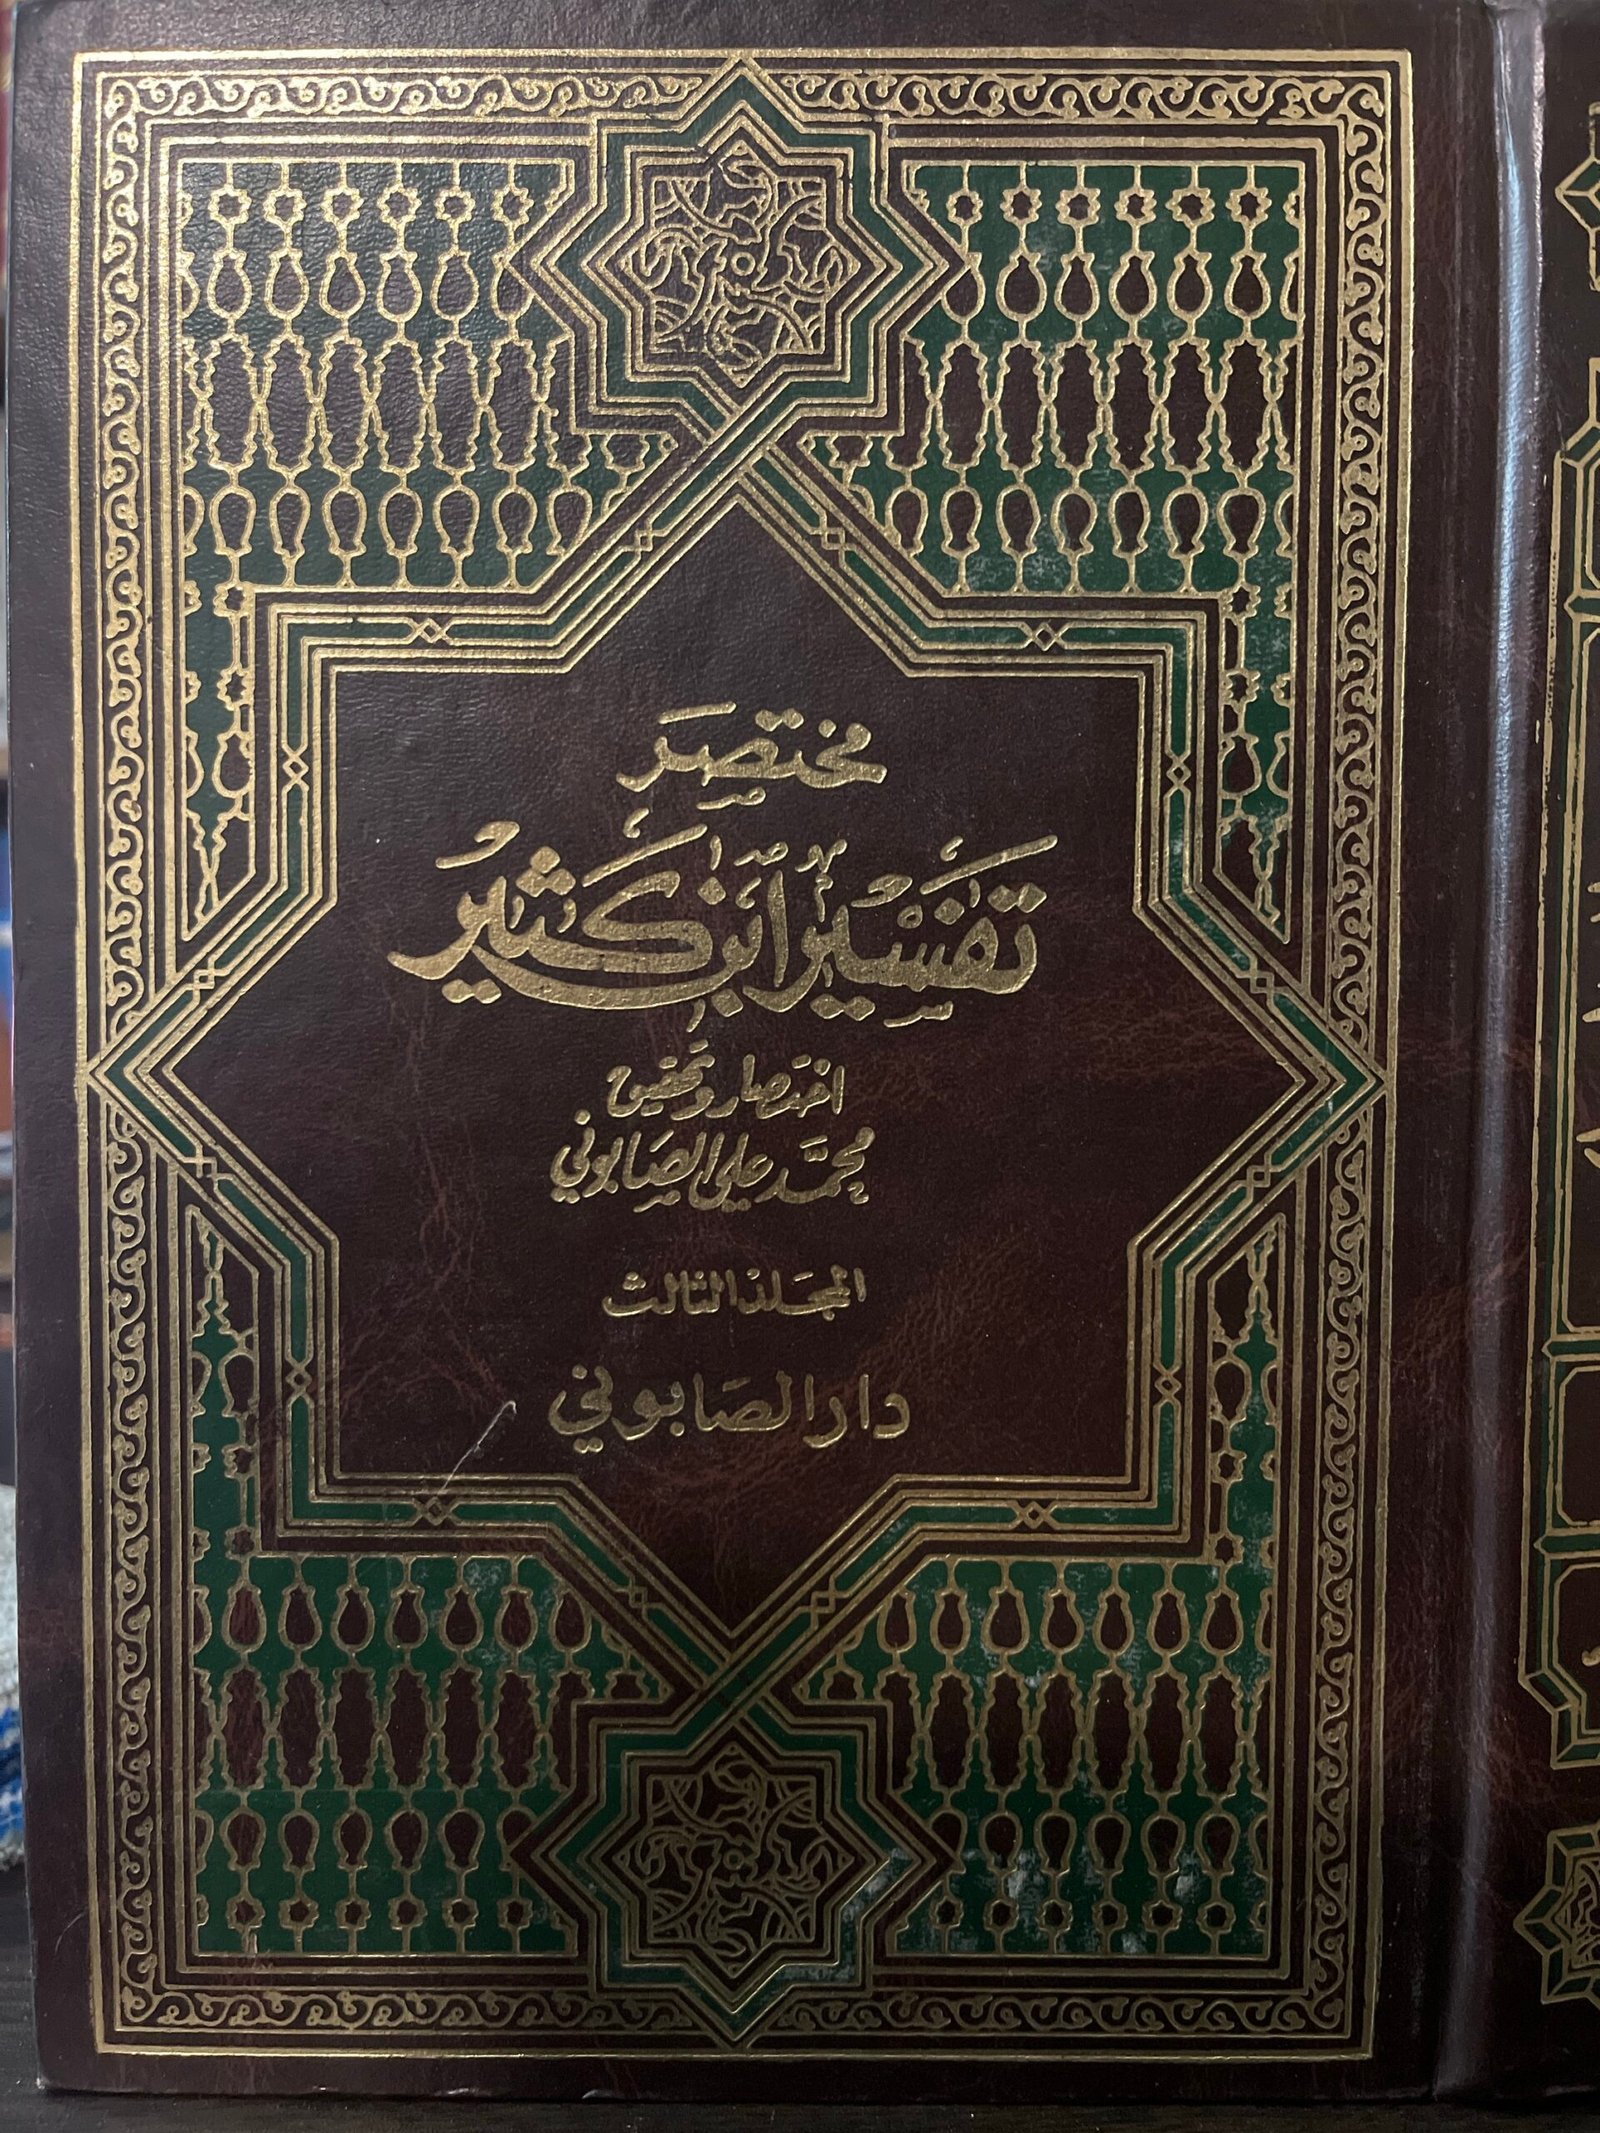 مختصر
تفسير ابن كثير
اختصار وتحقيق
محمد علي الصابوني
المجلد الثالث
دار الصابوني